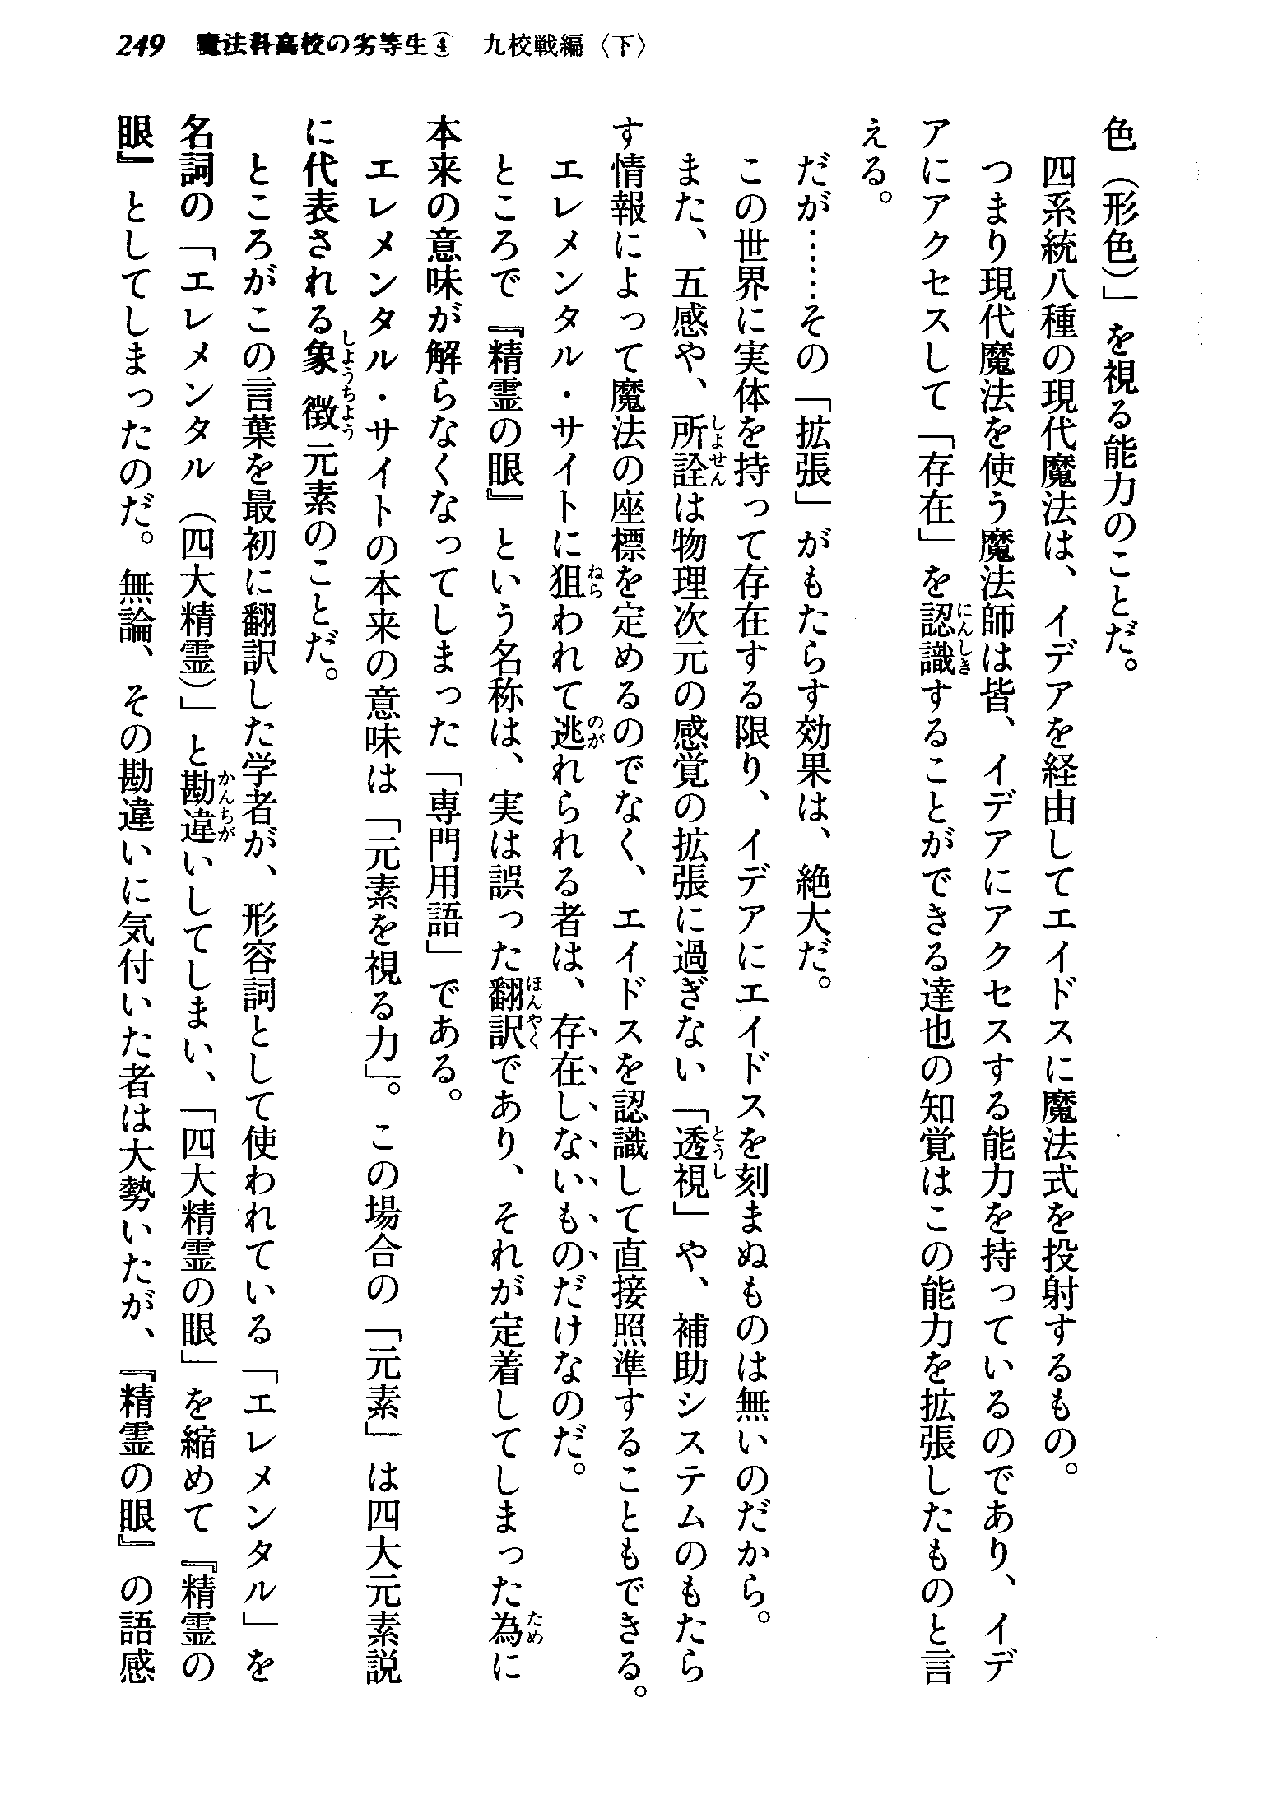 249　魔法科高校の劣等生④　九校戦編〈下〉
色（形色）」を視る能力のことだ。
　四系統八種の現代魔法は、イデアを経由してエイドスに魔法式を投射するもの。
　つまり現代魔法を使う魔法師は皆、イデアにアクセスする能力を持っているのであり、イデ
アにアクセスして「存在」を認識することができる達也の知覚はこの能力を拡張したものと言
える。
　だが……その「拡張」がもたらす効果は、絶大だ。
　この世界に実体を持って存在する限り、イデアにエイドスを刻まぬものは無いのだから。
　また、五感や、所詮は物理次元の感覚の拡張に過ぎない「透視」や、補助システムのもたら
す情報によって魔法の座標を定めるのでなく、エイドスを認識して直接照準することもできる。
　エレメンタル・サイトに狙われて逃れられる者は、存在しないものだけなのだ。
　ところで『精霊の眼』という名称は、実は誤った翻訳であり、それが定着してしまった為に
本来の意味が解らなくなってしまった「専門用語」である。
　エレメンタル・サイトの本来の意味は「元素を視る力」。この場合の「元素」は四大元素説
に代表される象徴元素のことだ。
　ところがこの言葉を最初に翻訳した学者が、形容詞として使われている「エレメンタル」を
名詞の「エレメンタル（四大精霊）」と勘違いしてしまい、「四大精霊の眼」を縮めて『精霊の
眼』としてしまったのだ。無論、その勘違いに気付いた者は大勢いたが、『精霊の眼』の語感